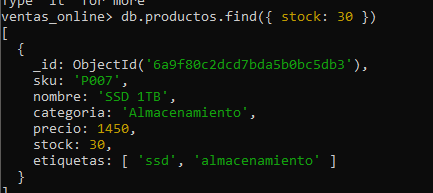 Type "it" for more
ventas_online> db.productos.find({ stock: 30 })
[
  {
    _id: ObjectId('6a9f80c2dcd7bda5b0bc5db3'),
    sku: 'P007',
    nombre: 'SSD 1TB',
    categoria: 'Almacenamiento',
    precio: 1450,
    stock: 30,
    etiquetas: [ 'ssd', 'almacenamiento' ]
  }
]